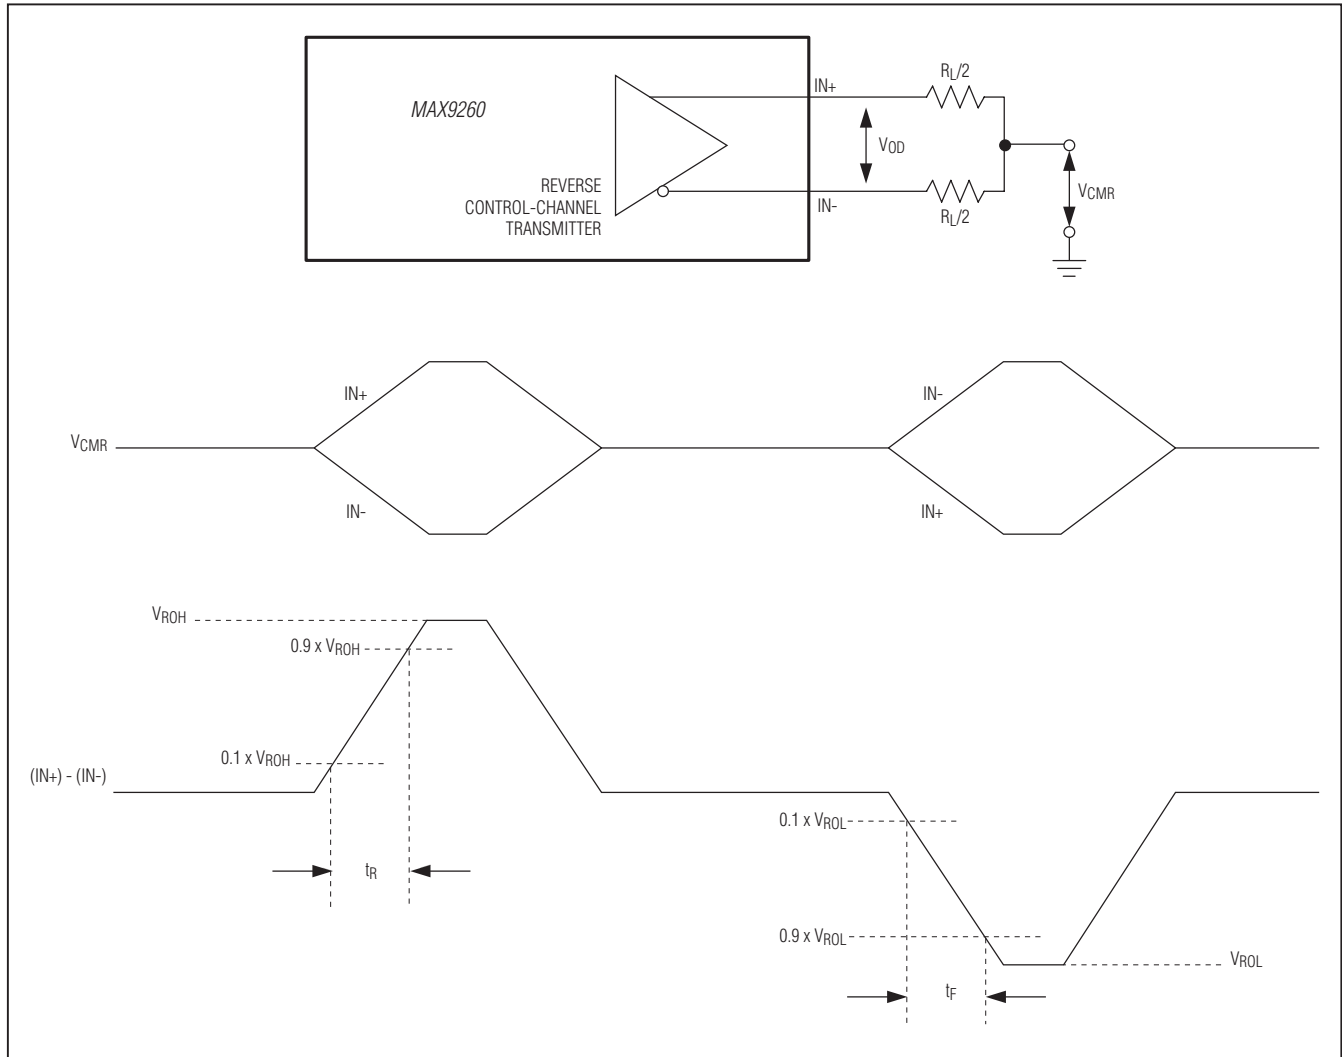 MAX9260
REVERSE
CONTROL-CHANNEL
TRANSMITTER
IN+
IN-
VOD
RL/2
RL/2
VCMR
VCMR
IN+
IN-
IN-
IN+
VROH
0.9 x VROH
0.1 x VROH
(IN+) - (IN-)
tR
0.1 x VROL
0.9 x VROL
VROL
tF